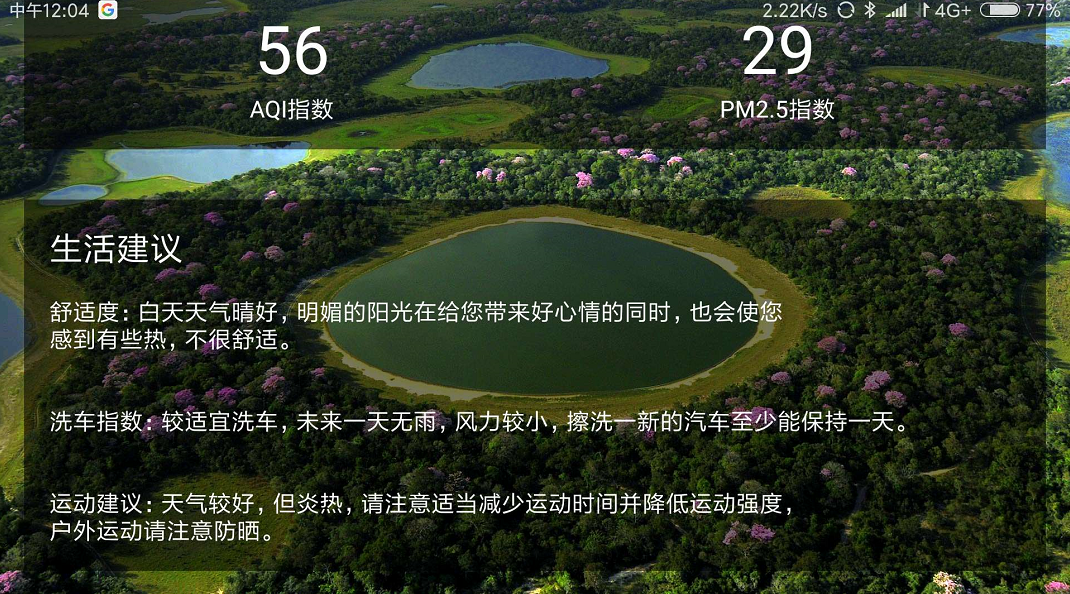 中午12:04 G 2.22K/s 4G+ 77%
56 29
AQI指数 PM2.5指数
生活建议
舒适度：白天天气晴好，明媚的阳光在给您带来好心情的同时，也会使您
感到有些热，不很舒适。
洗车指数：较适宜洗车，未来一天无雨，风力较小，擦洗一新的汽车至少能保持一天。
运动建议：天气较好，但炎热，请注意适当减少运动时间并降低运动强度，
户外运动请注意防晒。